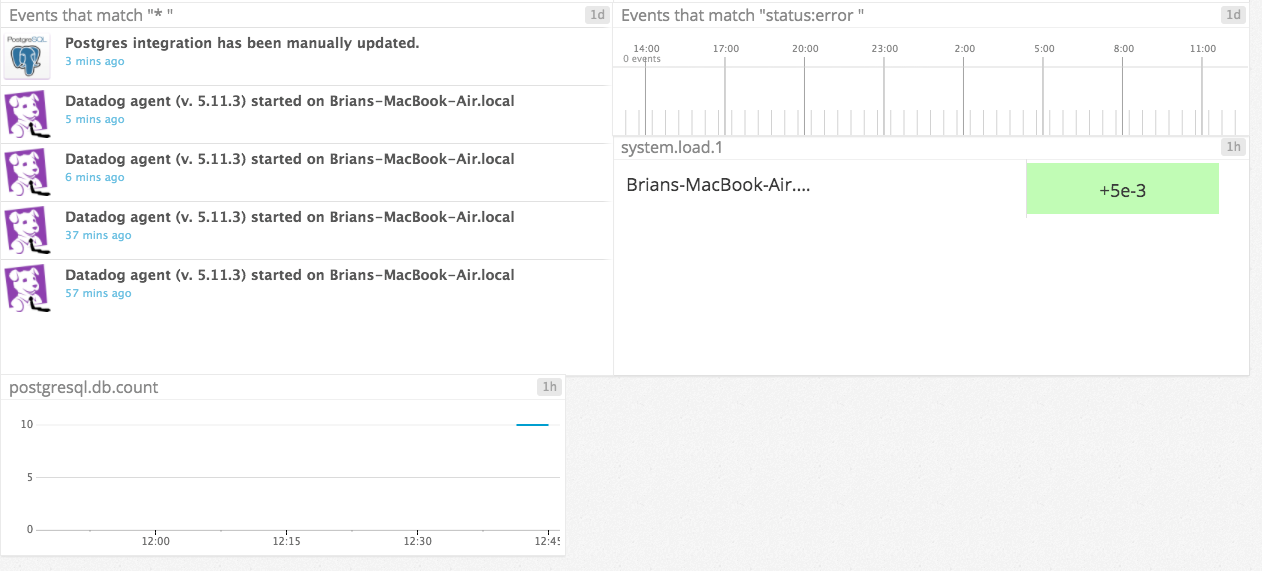 Events that match "* "
1d
PostgreSQL
Postgres integration has been manually updated.
3 mins ago
Datadog agent (v. 5.11.3) started on Brians-MacBook-Air.local
5 mins ago
Datadog agent (v. 5.11.3) started on Brians-MacBook-Air.local
6 mins ago
Datadog agent (v. 5.11.3) started on Brians-MacBook-Air.local
37 mins ago
Datadog agent (v. 5.11.3) started on Brians-MacBook-Air.local
57 mins ago
Events that match "status:error "
1d
14:00 17:00 20:00 23:00 2:00 5:00 8:00 11:00
0 events
system.load.1
1h
Brians-MacBook-Air....
+5e-3
postgresql.db.count
1h
10
5
0
12:00 12:15 12:30 12:45